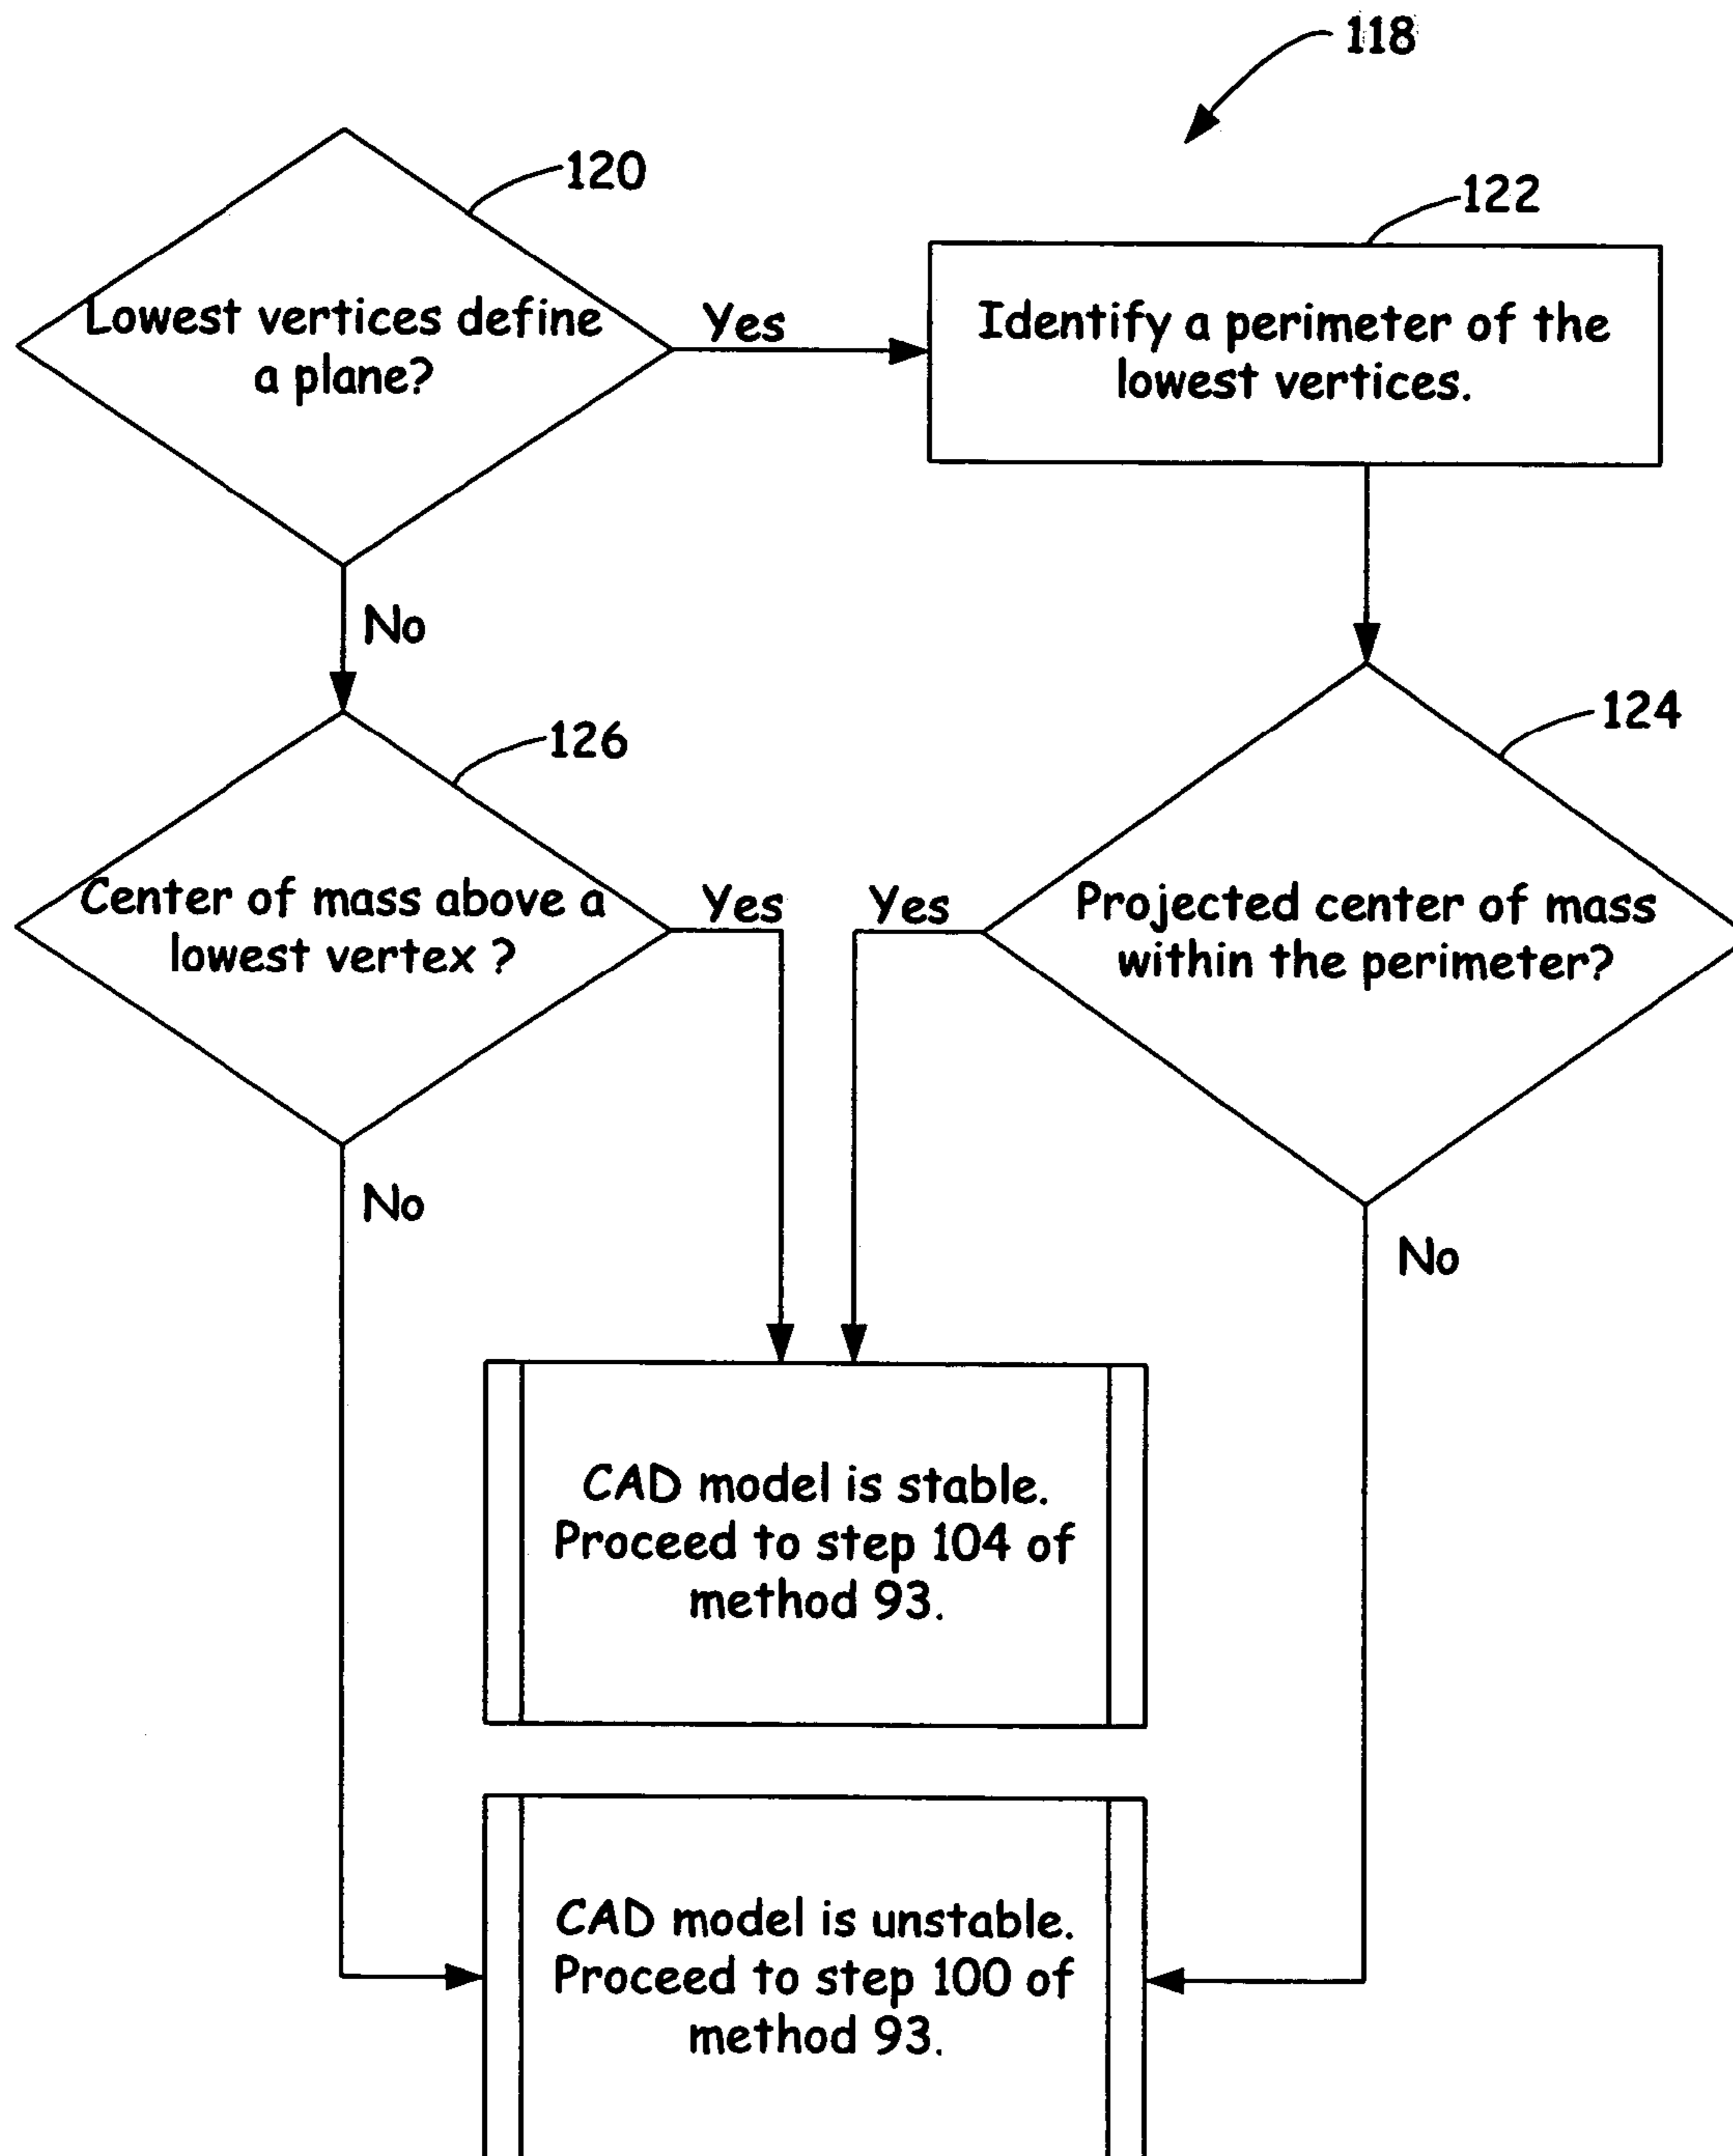 118
120
122
Lowest vertices define
a plane?
Yes
Identify a perimeter of the
lowest vertices.
No
126
124
Center of mass above a
lowest vertex ?
Yes
Yes
Projected center of mass
within the perimeter?
No
No
CAD model is stable.
Proceed to step 104 of
method 93.
CAD model is unstable.
Proceed to step 100 of
method 93.